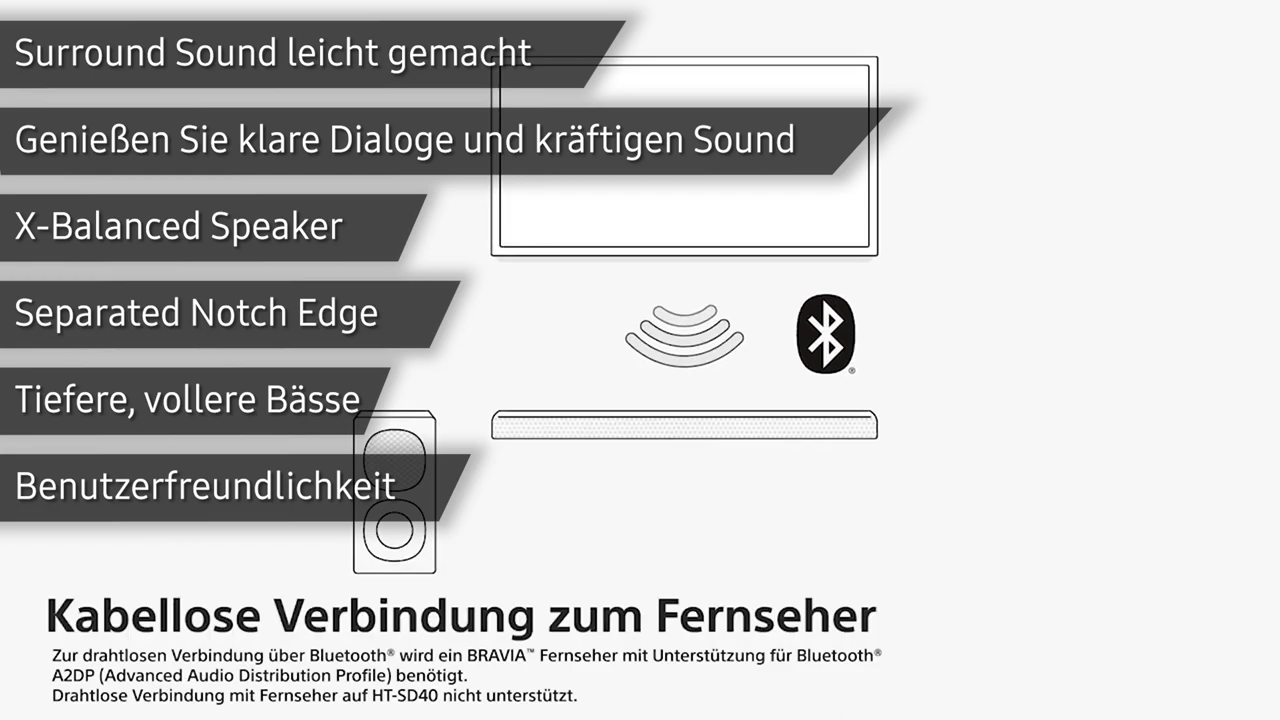 Surround Sound leicht gemacht
Genießen Sie klare Dialoge und kräftigen Sound
X-Balanced Speaker
Separated Notch Edge
Tiefere, vollere Bässe
Benutzerfreundlichkeit
Kabellose Verbindung zum Fernseher
Zur drahtlosen Verbindung über Bluetooth® wird ein BRAVIA™ Fernseher mit Unterstützung für Bluetooth®
A2DP (Advanced Audio Distribution Profile) benötigt.
Drahtlose Verbindung mit Fernseher auf HT-SD40 nicht unterstützt.